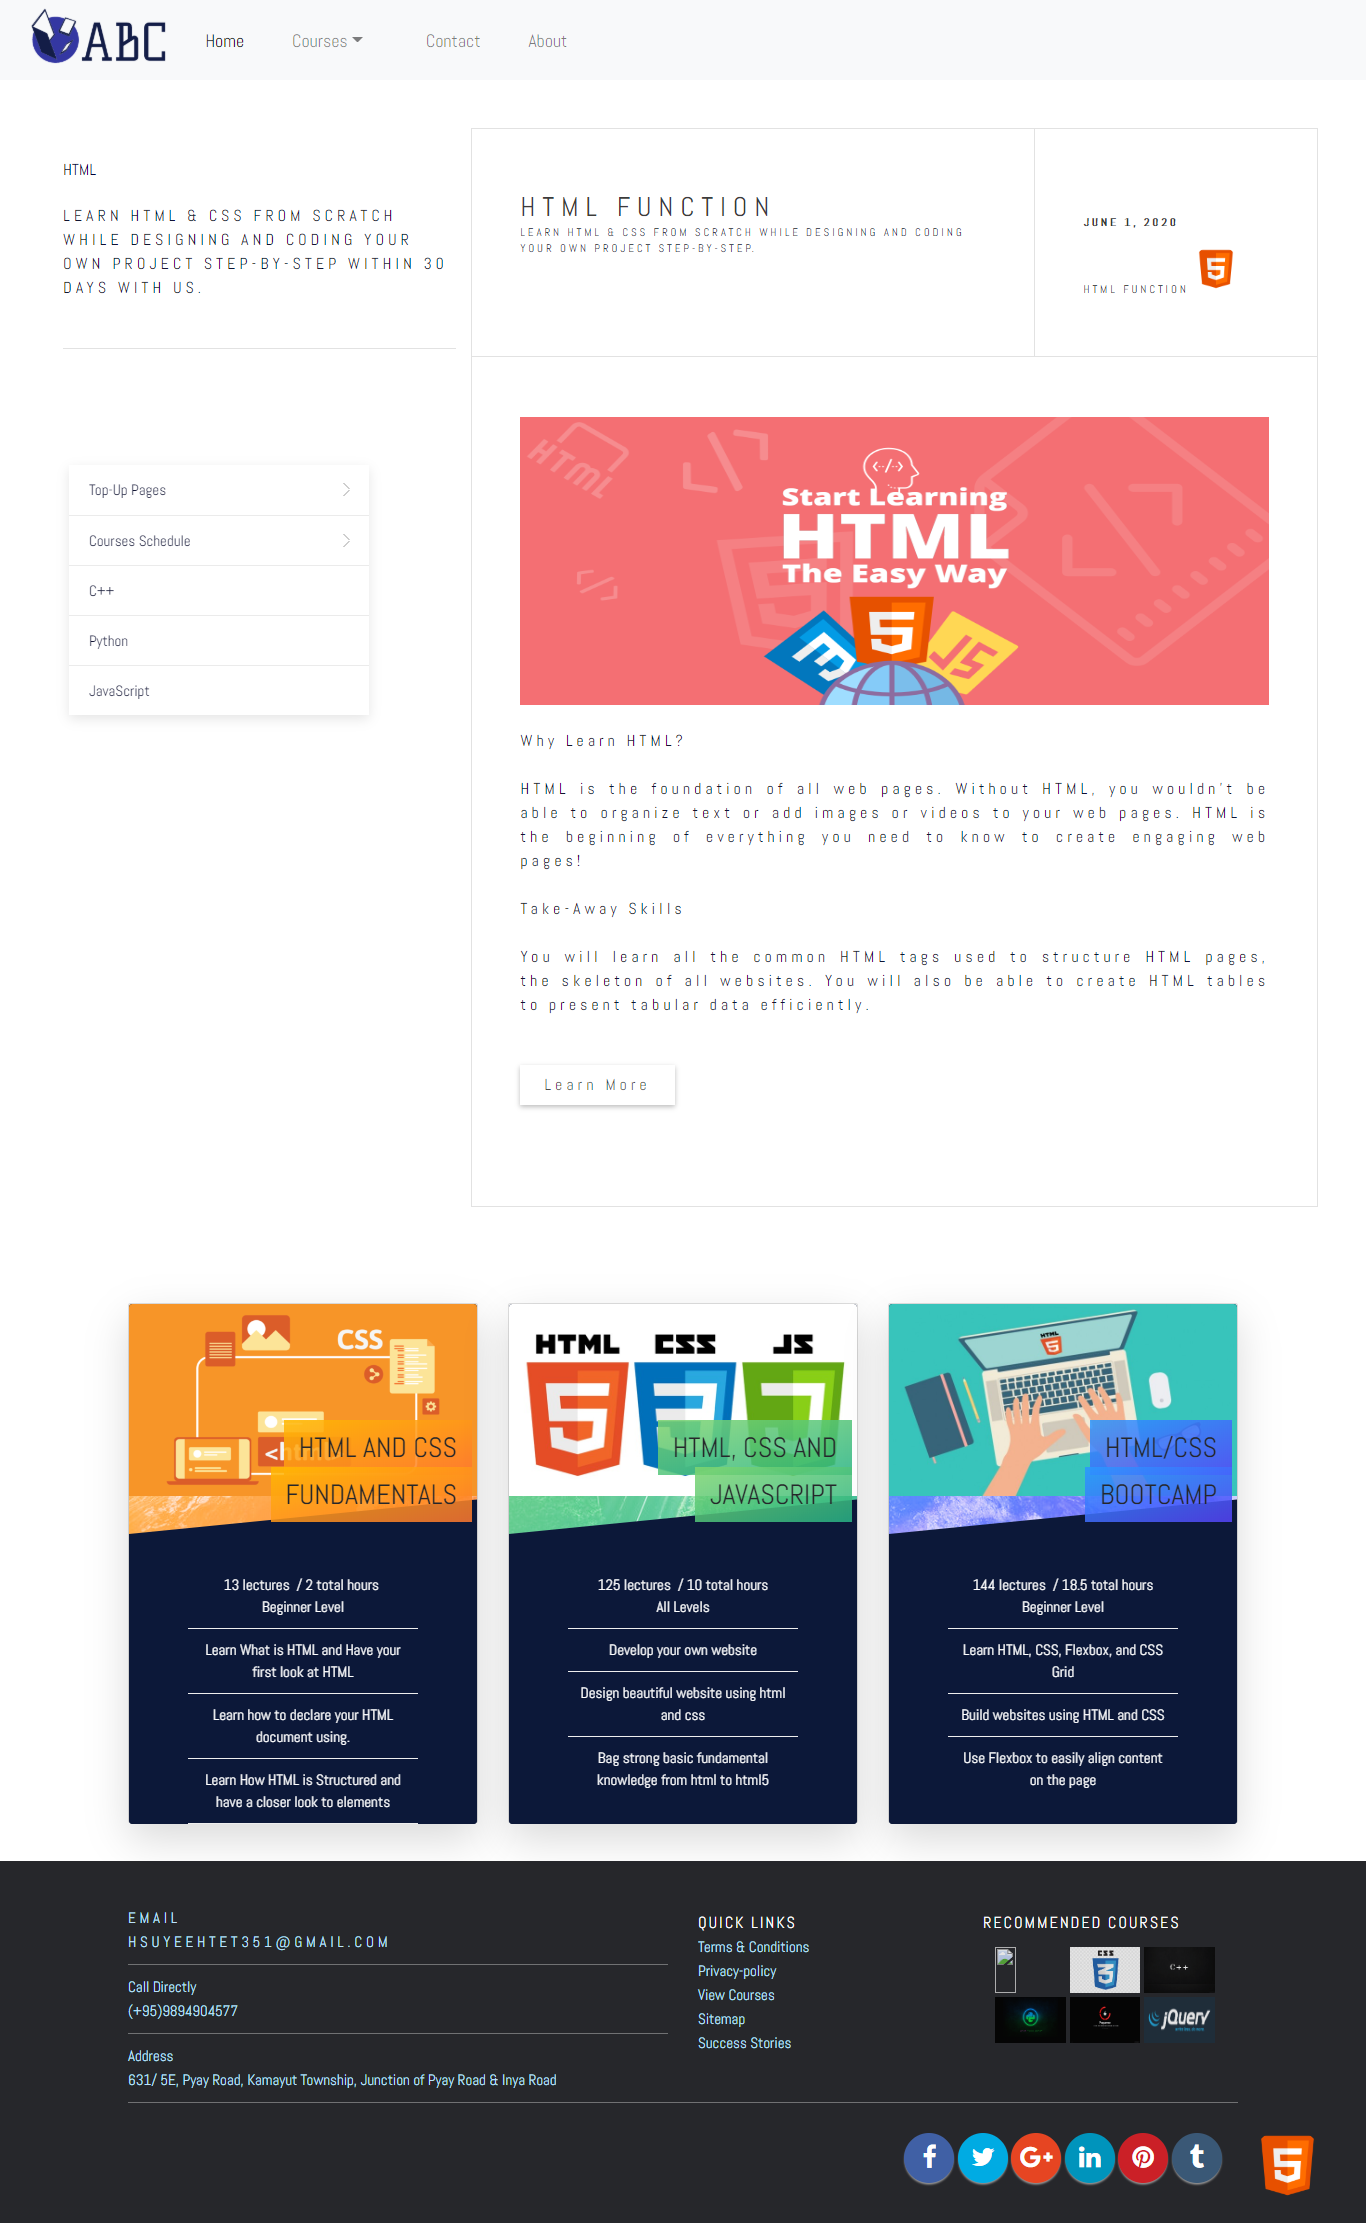 ABC
Home
Courses
Contact
About
HTML
LEARN HTML & CSS FROM SCRATCH
WHILE DESIGNING AND CODING YOUR
OWN PROJECT STEP-BY-STEP WITHIN 30
DAYS WITH US.
HTML FUNCTION
LEARN HTML & CSS FROM SCRATCH WHILE DESIGNING AND CODING
YOUR OWN PROJECT STEP-BY-STEP.
JUNE 1, 2020
HTML FUNCTION
5
Top-Up Pages
Courses Schedule
C++
Python
JavaScript
HTML
Start Learning
HTML
The Easy Way
5
JS
Why Learn HTML?
HTML is the foundation of all web pages. Without HTML, you wouldn't be
able to organize text or add images or videos to your web pages. HTML is
the beginning of everything you need to know to create engaging web
pages!
Take-Away Skills
You will learn all the common HTML tags used to structure HTML pages,
the skeleton of all websites. You will also be able to create HTML tables
to present tabular data efficiently.
Learn More
CSS
HTML AND CSS
FUNDAMENTALS
13 lectures / 2 total hours
Beginner Level
Learn What is HTML and Have your
first look at HTML
Learn how to declare your HTML
document using.
Learn How HTML is Structured and
have a closer look to elements
HTML CSS JS
HTML, CSS AND
JAVASCRIPT
125 lectures / 10 total hours
All Levels
Develop your own website
Design beautiful website using html
and css
Bag strong basic fundamental
knowledge from html to html5
HTML
HTML/CSS
BOOTCAMP
144 lectures / 18.5 total hours
Beginner Level
Learn HTML, CSS, Flexbox, and CSS
Grid
Build websites using HTML and CSS
Use Flexbox to easily align content
on the page
EMAIL
HSUYEEHTET351@GMAIL.COM
Call Directly
(+95)9894904577
Address
631/ 5E, Pyay Road, Kamayut Township, Junction of Pyay Road & Inya Road
QUICK LINKS
Terms & Conditions
Privacy-policy
View Courses
Sitemap
Success Stories
RECOMMENDED COURSES
CSS
3
C++
jQuery
f
G+
in
t
5